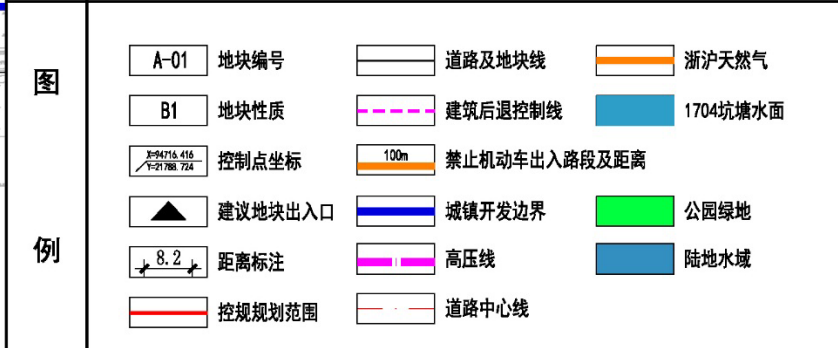 图
例
A-01 地块编号
道路及地块线
浙沪天然气
B1 地块性质
建筑后退控制线
1704坑塘水面
X=94716.416
Y=21788.724
控制点坐标
100m
禁止机动车出入路段及距离
建议地块出入口
城镇开发边界
公园绿地
8.2 距离标注
高压线
陆地水域
控规规划范围
道路中心线